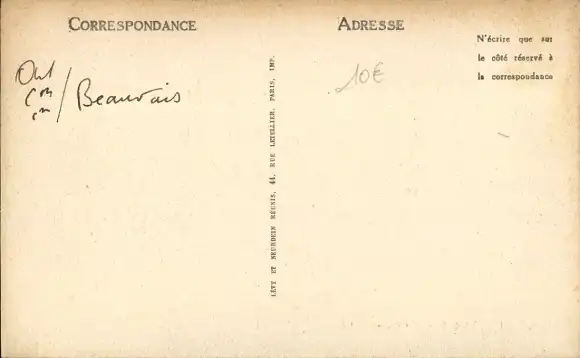 CORRESPONDANCE
ADRESSE
N'écrire que sur
le côté réservé à
la correspondance
10€
Beauvais
LÉVY ET NEURDEIN RÉUNIS, 44, RUE LETELLIER, PARIS, IMP.